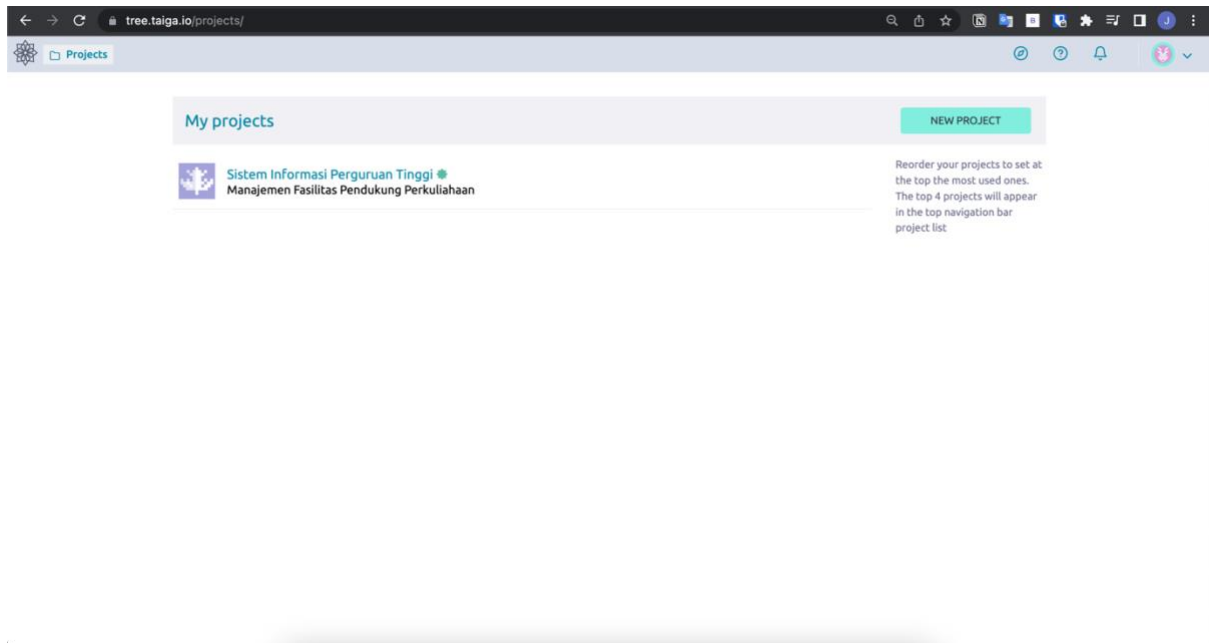 tree.taiga.io/projects/
Projects
My projects
NEW PROJECT
Sistem Informasi Perguruan Tinggi
Manajemen Fasilitas Pendukung Perkuliahaan
Reorder your projects to set at
the top the most used ones.
The top 4 projects will appear
in the top navigation bar
project list
J